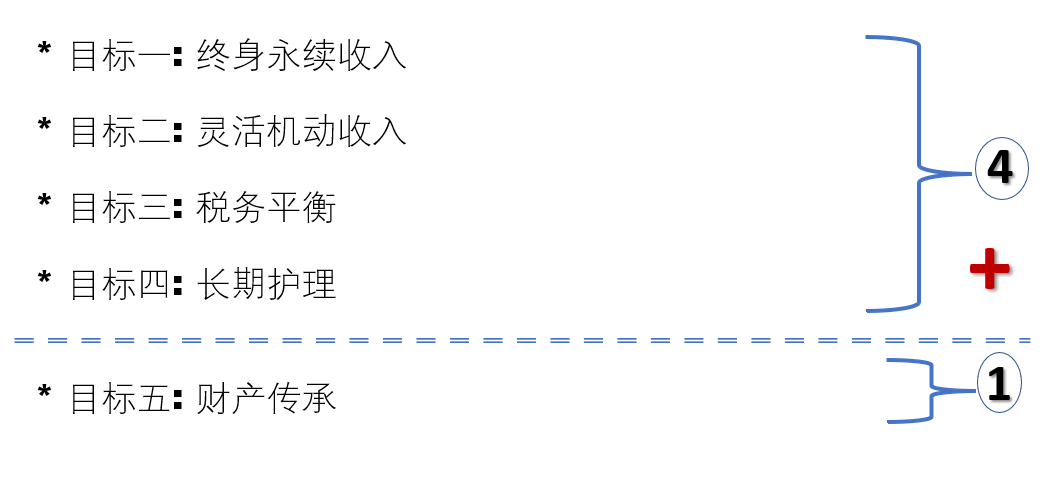 * 目标一: 终身永续收入
* 目标二: 灵活机动收入
* 目标三: 税务平衡
* 目标四: 长期护理
4
+
* 目标五: 财产传承
1